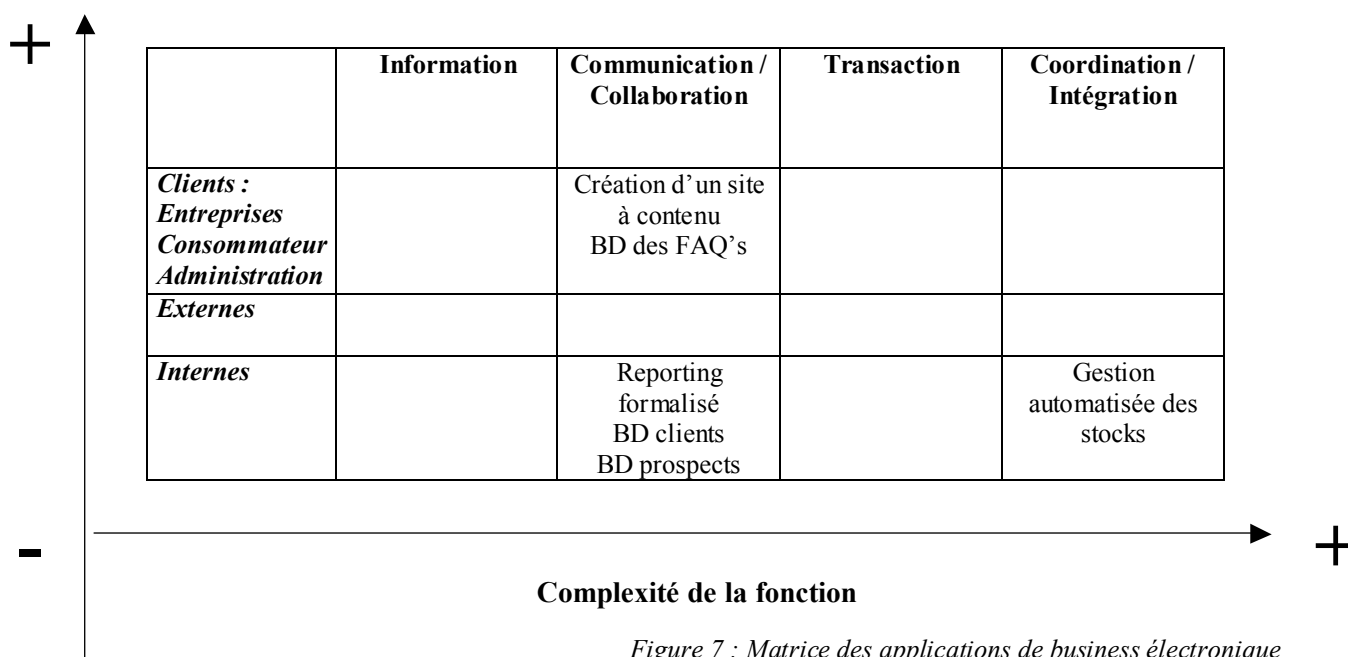 +
Information Communication / Transaction Coordination /
Collaboration Intégration
Clients : Création d'un site
Entreprises à contenu
Consommateur BD des FAQ's
Administration
Externes
Internes Reporting Gestion
formalisé automatisée des
BD clients stocks
BD prospects
- +
Complexité de la fonction
Figure 7 : Matrice des applications de business électronique